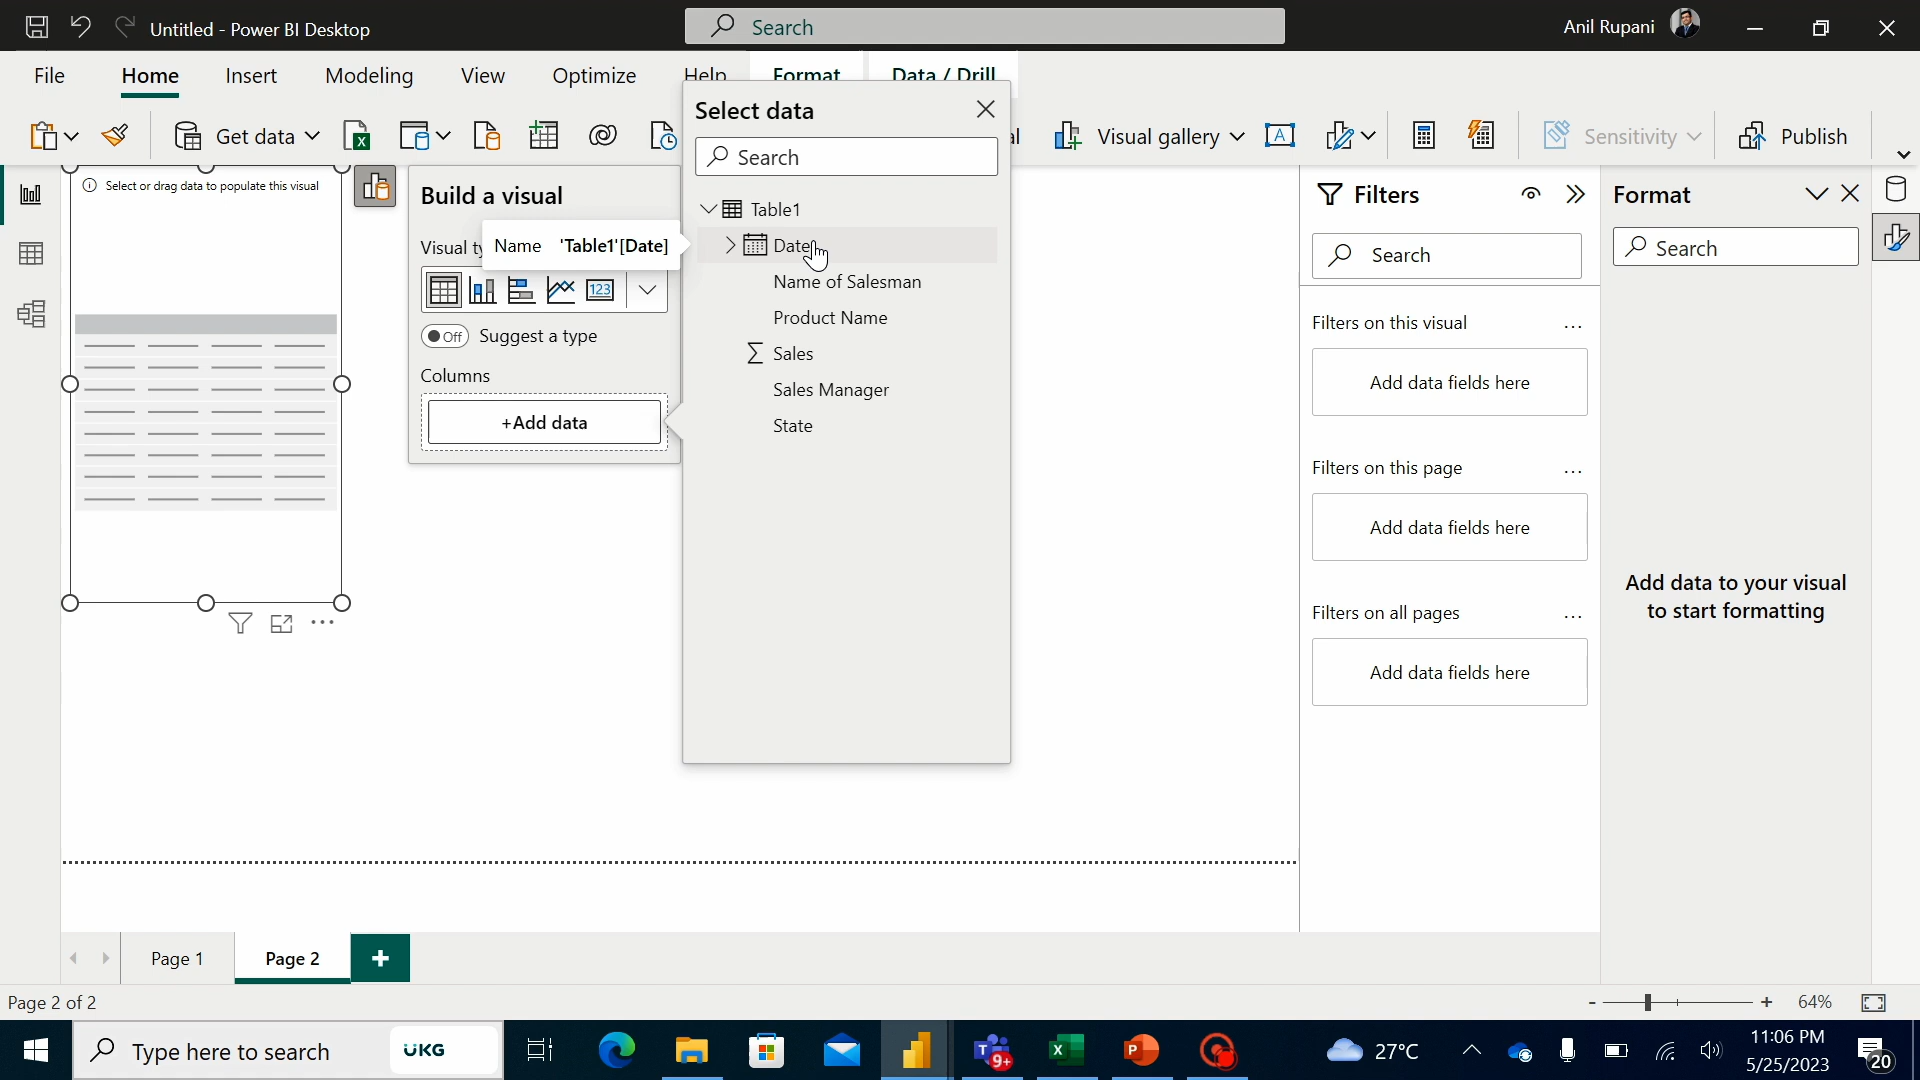 Untitled - Power BI Desktop
Search
Anil Rupani
File
Home
Insert
Modeling
View
Optimize
Help
Format
Data / Drill
Get data
Visual gallery
Sensitivity
Publish
Select data
Search
Table1
Date
Name of Salesman
Product Name
Sales
Sales Manager
State
Select or drag data to populate this visual
Build a visual
Name 'Table1'[Date]
123
Off
Suggest a type
Columns
+Add data
Filters
Search
Filters on this visual
...
Add data fields here
Filters on this page
...
Add data fields here
Filters on all pages
...
Add data fields here
Format
Search
Add data to your visual
to start formatting
Page 1
Page 2
+
Page 2 of 2
- + 64%
Type here to search
UKG
9+
27°C
11:06 PM
5/25/2023
20